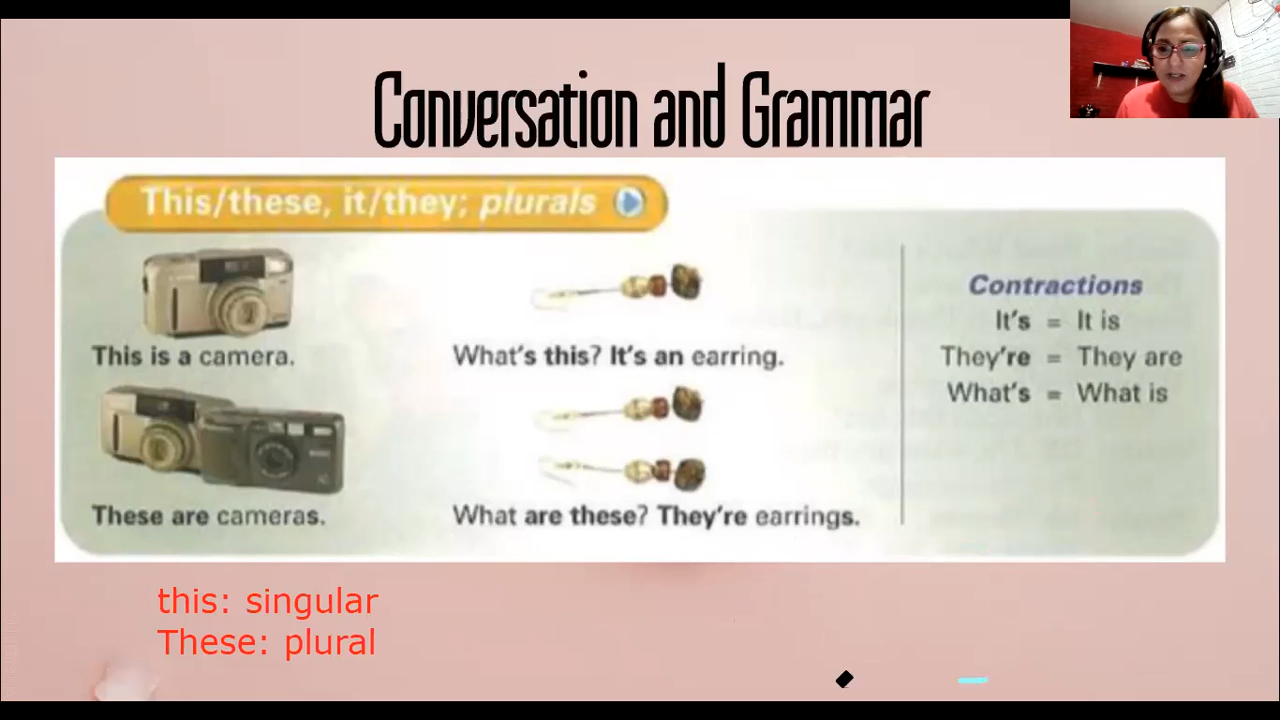 Conversation and Grammar
This/these, it/they; plurals
This is a camera.
What's this? It's an earring.
These are cameras.
What are these? They're earrings.
Contractions
It's = It is
They're = They are
What's = What is
this: singular
These: plural